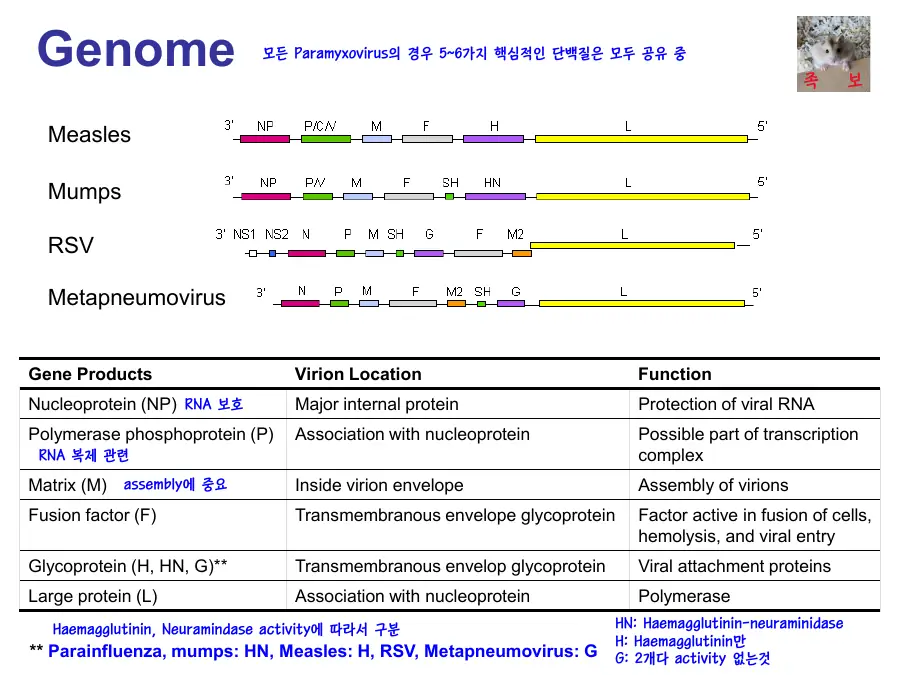 Genome
모든 Paramyxovirus의 경우 5~6가지 핵심적인 단백질은 모두 공유 중
족 보
Measles
3' NP P/C/V M F H L 5'
Mumps
3' NP P/V M F SH HN L 5'
RSV
3' NS1 NS2 N P M SH G F M2 L 5'
Metapneumovirus
3' N P M F M2 SH G L 5'
Gene Products Virion Location Function
Nucleoprotein (NP) RNA 보호 Major internal protein Protection of viral RNA
Polymerase phosphoprotein (P) Association with nucleoprotein Possible part of transcription
RNA 복제 관련 complex
Matrix (M) assembly에 중요 Inside virion envelope Assembly of virions
Fusion factor (F) Transmembranous envelope glycoprotein Factor active in fusion of cells,
hemolysis, and viral entry
Glycoprotein (H, HN, G)** Transmembranous envelop glycoprotein Viral attachment proteins
Large protein (L) Association with nucleoprotein Polymerase
Haemagglutinin, Neuramindase activity에 따라서 구분
** Parainfluenza, mumps: HN, Measles: H, RSV, Metapneumovirus: G
HN: Haemagglutinin-neuraminidase
H: Haemagglutinin만
G: 2개다 activity 없는것